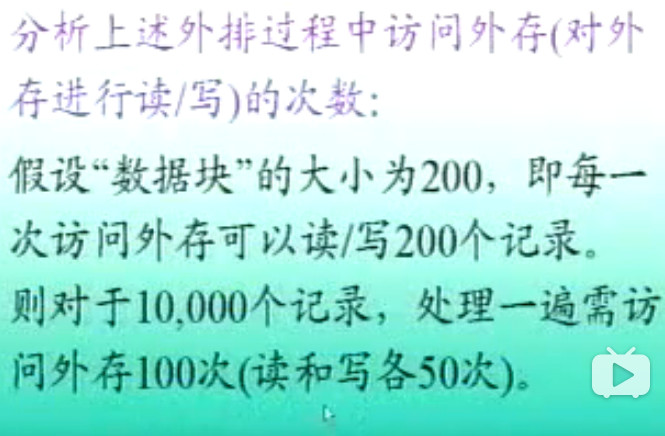 分析上述外排过程中访问外存(对外
存进行读/写)的次数:
假设“数据块”的大小为200，即每一
次访问外存可以读/写200个记录。
则对于10,000个记录，处理一遍需访
问外存100次(读和写各50次)。